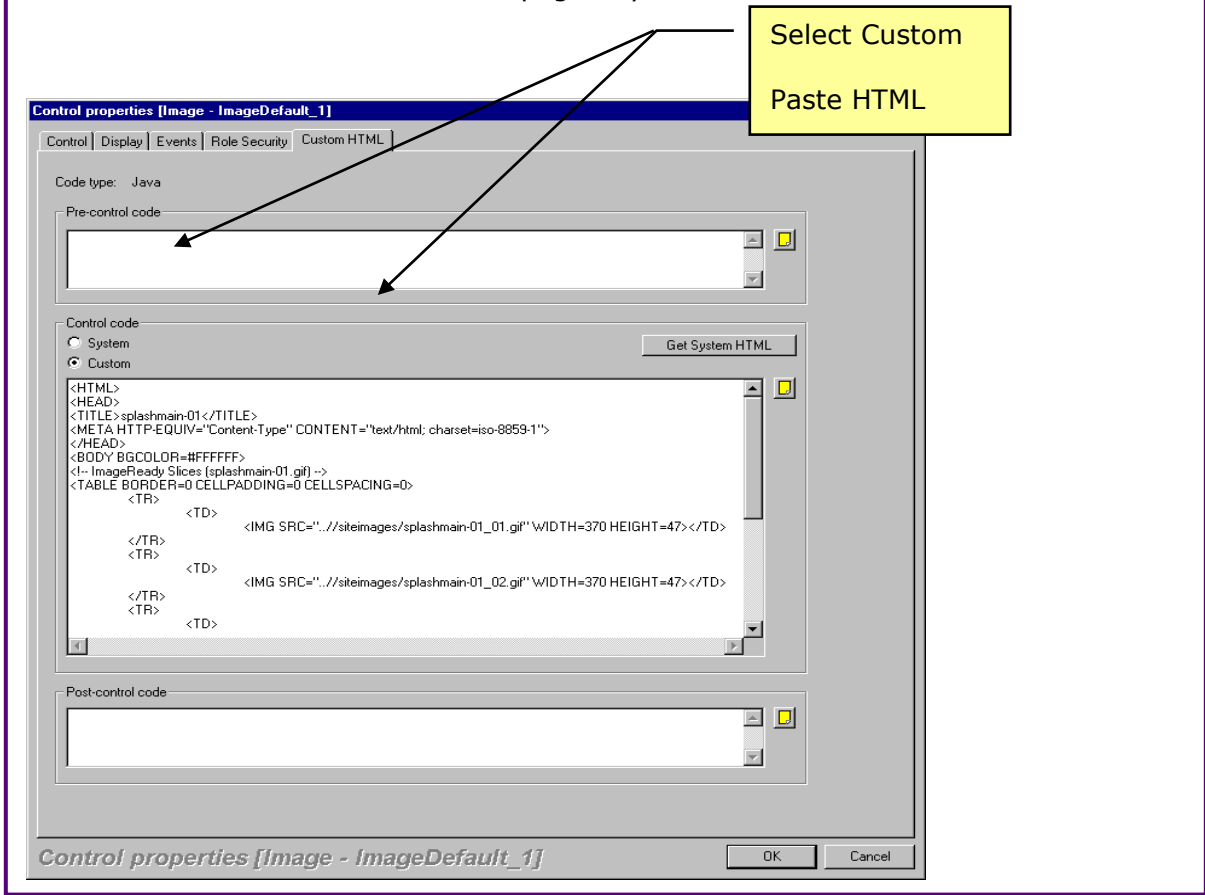 Select Custom
Paste HTML
Control properties [Image - ImageDefault_1]
Control Display Events Role Security Custom HTML
Code type: Java
Pre-control code
Control code
System
Get System HTML
Custom
<HTML>
<HEAD>
<TITLE>splashmain-01</TITLE>
<META HTTP-EQUIV="Content-Type" CONTENT="text/html; charset=iso-8859-1">
</HEAD>
<BODY BGCOLOR=#FFFFFF>
<!-- ImageReady Slices (splashmain-01.gif) -->
<TABLE BORDER=0 CELLPADDING=0 CELLSPACING=0>
<TR>
<TD>
<IMG SRC="..//siteimages/splashmain-01_01.gif" WIDTH=370 HEIGHT=47></TD>
</TR>
<TR>
<TD>
<IMG SRC="..//siteimages/splashmain-01_02.gif" WIDTH=370 HEIGHT=47></TD>
</TR>
<TR>
<TD>
Post-control code
Control properties [Image - ImageDefault_1]
OK Cancel